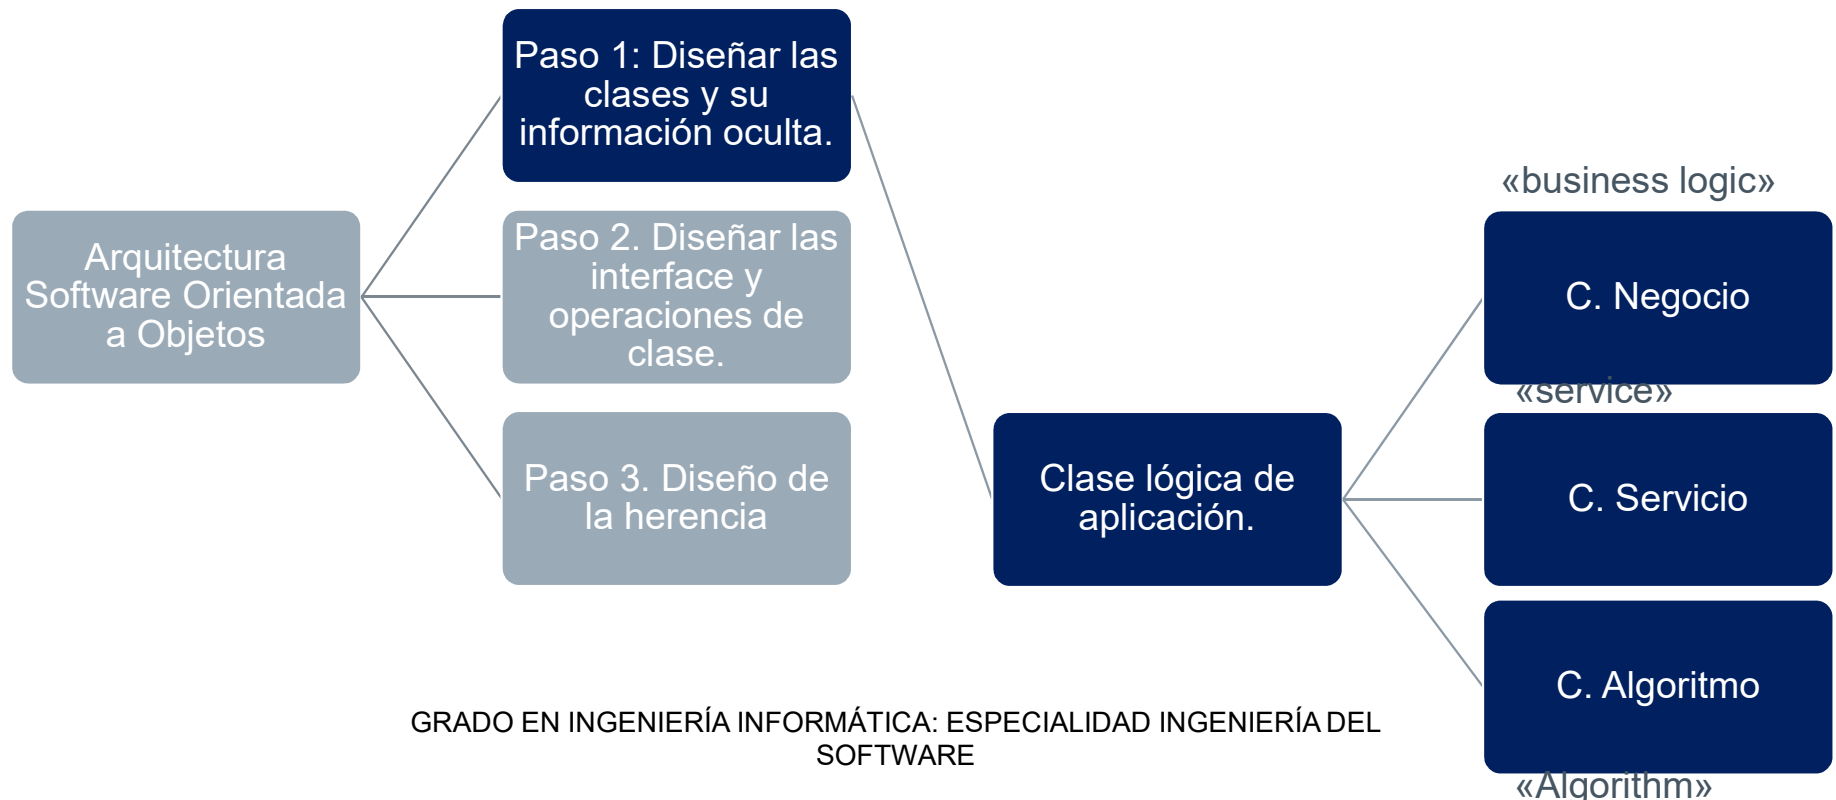 Paso 1: Diseñar las
clases y su
información oculta.
Arquitectura
Software Orientada
a Objetos
Paso 2. Diseñar las
interface y
operaciones de
clase.
Paso 3. Diseño de
la herencia
Clase lógica de
aplicación.
«business logic»
C. Negocio
«service»
C. Servicio
C. Algoritmo
«Algorithm»
GRADO EN INGENIERÍA INFORMÁTICA: ESPECIALIDAD INGENIERÍA DEL
SOFTWARE